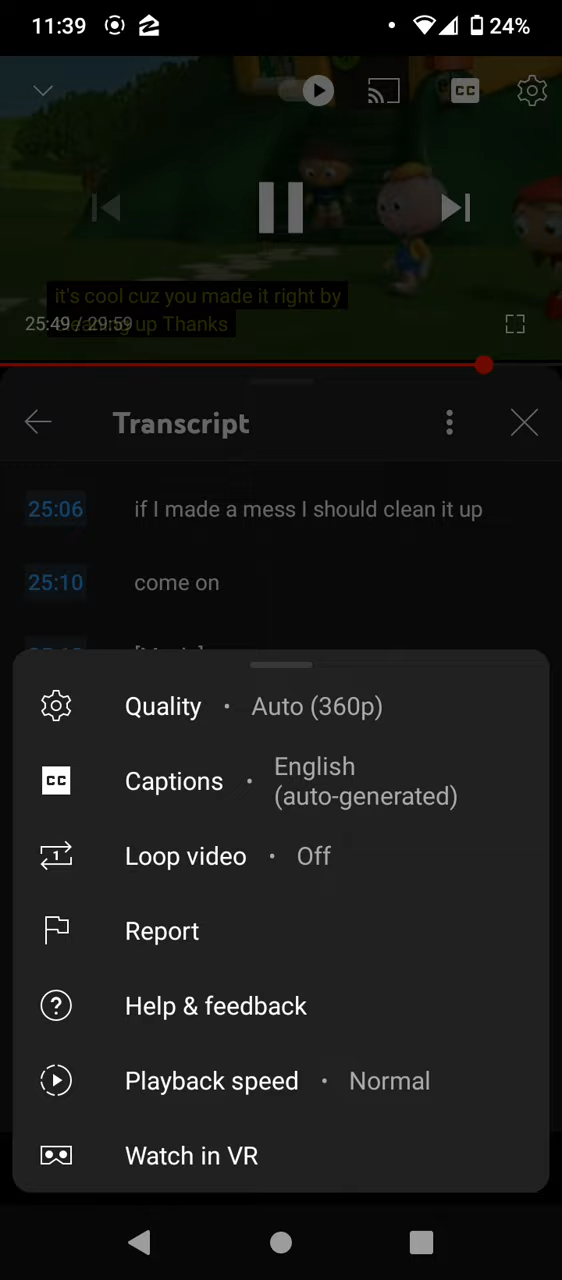 11:39
24%
CC
it's cool cuz you made it right by
25:49 / 29:59
up Thanks
Transcript
25:06 if I made a mess I should clean it up
25:10 come on
Quality • Auto (360p)
CC Captions • English
(auto-generated)
1 Loop video • Off
Report
? Help & feedback
Playback speed • Normal
Watch in VR